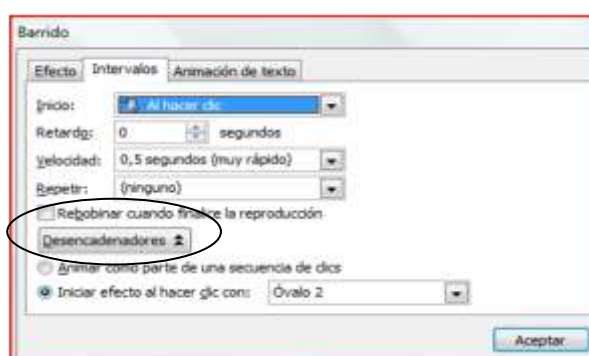 Barrido
Efecto Intervalos Animación de texto
Inicio: Al hacer clic
Retardo: 0 segundos
Velocidad: 0,5 segundos (muy rápido)
Repetir: (ninguno)
Rebobinar cuando finalice la reproducción
Desencadenadores
Animar como parte de una secuencia de clics
Iniciar efecto al hacer clic con: Óvalo 2
Aceptar